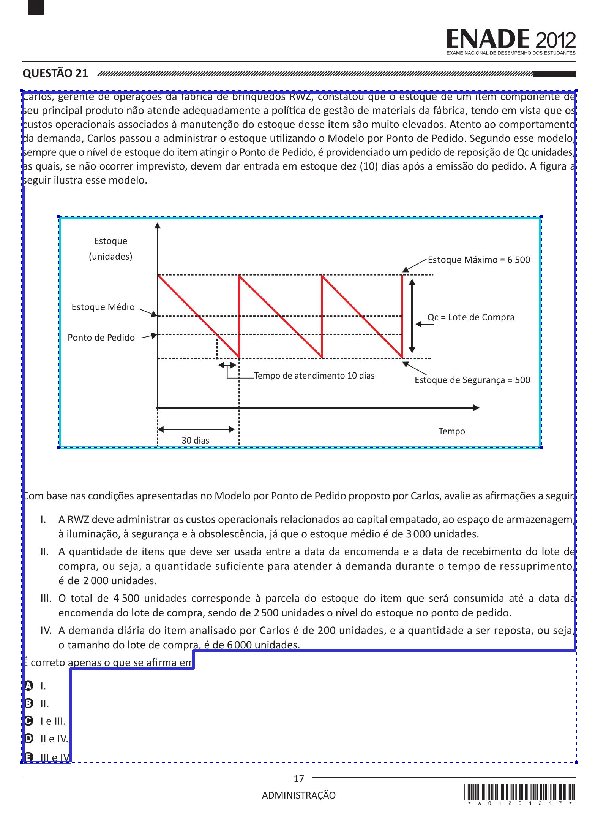 ENADE 2012
EXAME NACIONAL DE DESEMPENHO DOS ESTUDANTES
QUESTÃO 21
Carlos, gerente de operações da fábrica de brinquedos RWZ, constatou que o estoque de um item componente de
seu principal produto não atende adequadamente a política de gestão de materiais da fábrica, tendo em vista que os
custos operacionais associados à manutenção do estoque desse item são muito elevados. Atento ao comportamento
da demanda, Carlos passou a administrar o estoque utilizando o Modelo por Ponto de Pedido. Segundo esse modelo,
sempre que o nível de estoque do item atingir o Ponto de Pedido, é providenciado um pedido de reposição de Qc unidades,
as quais, se não ocorrer imprevisto, devem dar entrada em estoque dez (10) dias após a emissão do pedido. A figura a
seguir ilustra esse modelo.
Estoque
(unidades)
Estoque Máximo = 6 500
Estoque Médio
Qc = Lote de Compra
Ponto de Pedido
Tempo de atendimento 10 dias
Estoque de Segurança = 500
Tempo
30 dias
Com base nas condições apresentadas no Modelo por Ponto de Pedido proposto por Carlos, avalie as afirmações a seguir.
I. A RWZ deve administrar os custos operacionais relacionados ao capital empatado, ao espaço de armazenagem,
à iluminação, à segurança e à obsolescência, já que o estoque médio é de 3 000 unidades.
II. A quantidade de itens que deve ser usada entre a data da encomenda e a data de recebimento do lote de
compra, ou seja, a quantidade suficiente para atender à demanda durante o tempo de ressuprimento,
é de 2 000 unidades.
III. O total de 4 500 unidades corresponde à parcela do estoque do item que será consumida até a data da
encomenda do lote de compra, sendo de 2 500 unidades o nível do estoque no ponto de pedido.
IV. A demanda diária do item analisado por Carlos é de 200 unidades, e a quantidade a ser reposta, ou seja,
o tamanho do lote de compra, é de 6 000 unidades.
É correto apenas o que se afirma em
A I.
B II.
C I e III.
D II e IV.
E III e IV.
17
ADMINISTRAÇÃO